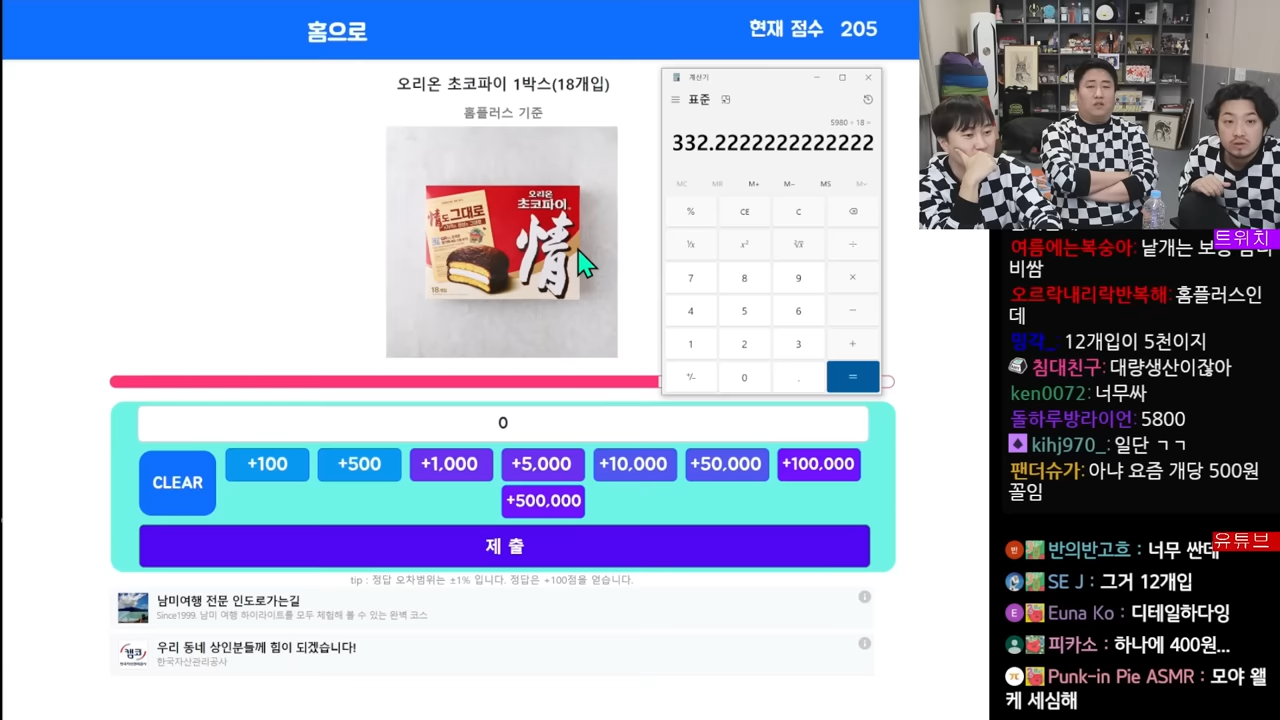 홈으로
현재 점수 205
오리온 초코파이 1박스(18개입)
홈플러스 기준
오리온
초코파이
情도 그대로
情
18개입
계산기
표준
5980 ÷ 18 =
332.2222222222222
MC MR M+ M− MS M~
% CE C
¹/x x² ²√x ÷
7 8 9 ×
4 5 6 −
1 2 3 +
+/− 0 . =
0
CLEAR
+100 +500 +1,000 +5,000 +10,000 +50,000 +100,000
+500,000
제 출
tip : 정답 오차범위는 ±1% 입니다. 정답은 +100점을 얻습니다.
남미여행 전문 인도로가는길
Since1999. 남미 여행 하이라이트를 모두 체험해 볼 수 있는 완벽 코스
캠코
우리 동네 상인분들께 힘이 되겠습니다!
한국자산관리공사
트위치
여름에는복숭아: 낱개는 보통
비쌈
오르락내리락반복해: 홈플러스인
데
12개입이 5천이지
침대친구: 대량생산이잖아
ken0072: 너무싸
돌하루방라이언: 5800
kihj970_: 일단 ㄱㄱ
팬더슈가: 아냐 요즘 개당 500원
꼴임
유튜브
반의반고흐 : 너무 싼데
SE J : 그거 12개입
Euna Ko : 디테일하다잉
피카소 : 하나에 400원...
Punk-in Pie ASMR : 모야 왤
케 세심해